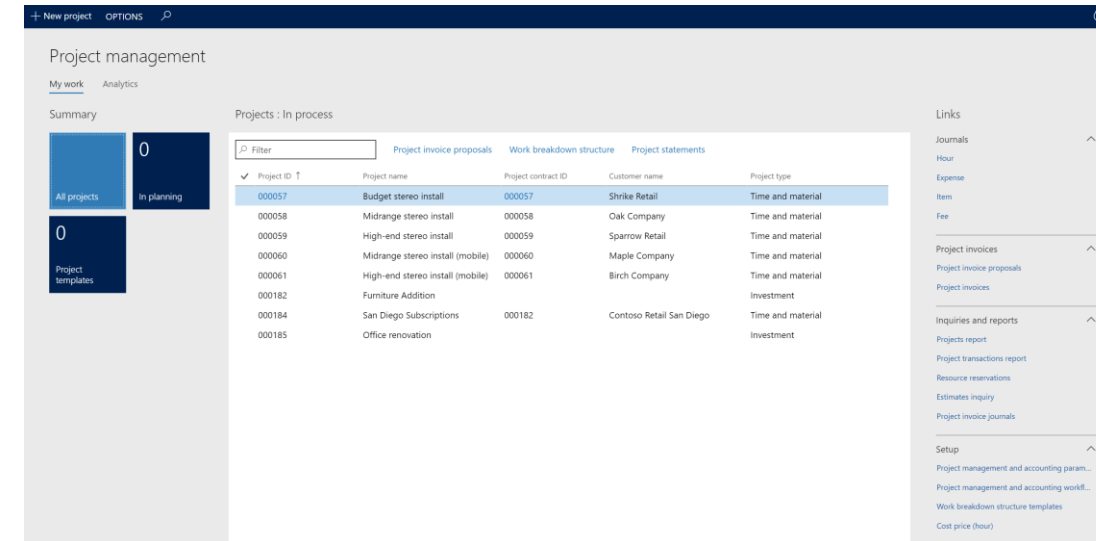 + New project OPTIONS
Project management
My work Analytics
Summary
All projects
0
In planning
0
Project
templates
Projects : In process
Filter
Project invoice proposals Work breakdown structure Project statements
Project ID ↑ Project name Project contract ID Customer name Project type
000057 Budget stereo install 000057 Shrike Retail Time and material
000058 Midrange stereo install 000058 Oak Company Time and material
000059 High-end stereo install 000059 Sparrow Retail Time and material
000060 Midrange stereo install (mobile) 000060 Maple Company Time and material
000061 High-end stereo install (mobile) 000061 Birch Company Time and material
000182 Furniture Addition Investment
000184 San Diego Subscriptions 000182 Contoso Retail San Diego Time and material
000185 Office renovation Investment
Links
Journals
Hour
Expense
Item
Fee
Project invoices
Project invoice proposals
Project invoices
Inquiries and reports
Projects report
Project transactions report
Resource reservations
Estimates inquiry
Project invoice journals
Setup
Project management and accounting param...
Project management and accounting workfl...
Work breakdown structure templates
Cost price (hour)